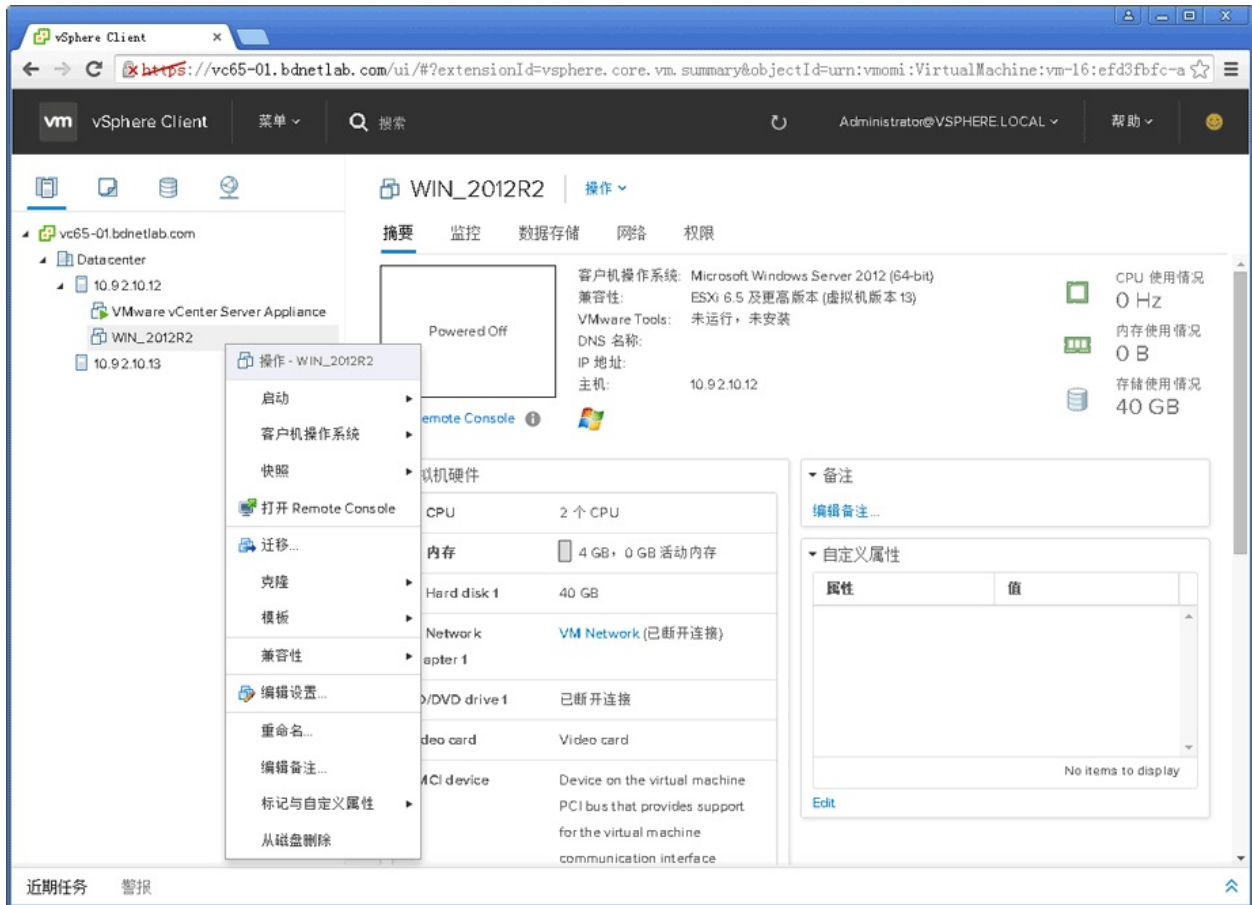 vSphere Client
https://vc65-01.bdnetlab.com/ui/#?extensionId=vsphere.core.vm.summary&objectId=urn:vmomi:VirtualMachine:vm-16:efd3fbfc-a
vm vSphere Client 菜单 搜索 Administrator@VSPHERE.LOCAL 帮助
WIN_2012R2 操作
摘要 监控 数据存储 网络 权限
vc65-01.bdnetlab.com
Datacenter
10.92.10.12
VMware vCenter Server Appliance
WIN_2012R2
10.92.10.13
操作 - WIN_2012R2
启动
客户机操作系统
快照
打开 Remote Console
迁移...
克隆
模板
兼容性
编辑设置...
重命名...
编辑备注...
标记与自定义属性
从磁盘删除
Powered Off
emote Console
客户机操作系统: Microsoft Windows Server 2012 (64-bit)
兼容性: ESXi 6.5 及更高版本 (虚拟机版本 13)
VMware Tools: 未运行，未安装
DNS 名称:
IP 地址:
主机: 10.92.10.12
CPU 使用情况
0 Hz
内存使用情况
0 B
存储使用情况
40 GB
拟机硬件
CPU 2 个 CPU
内存 4 GB，0 GB 活动内存
Hard disk 1 40 GB
Network VM Network (已断开连接)
apter 1
D/DVD drive 1 已断开连接
deo card Video card
MCI device Device on the virtual machine
PCI bus that provides support
for the virtual machine
communication interface
备注
编辑备注...
自定义属性
属性 值
No items to display
Edit
近期任务 警报